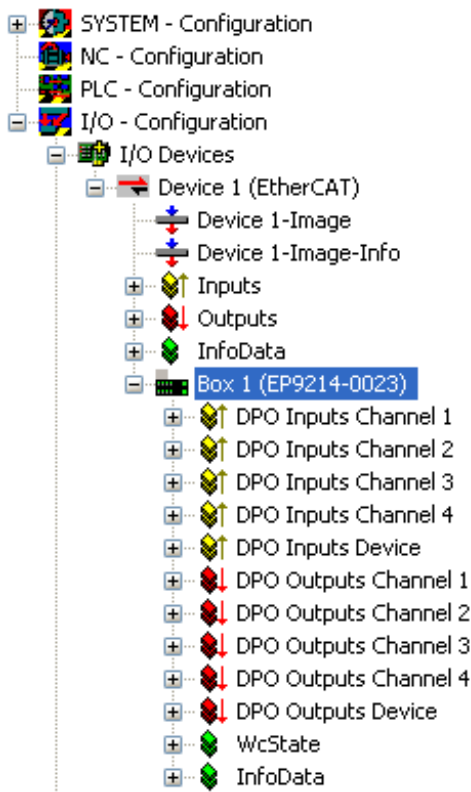 SYSTEM - Configuration
NC - Configuration
PLC - Configuration
I/O - Configuration
I/O Devices
Device 1 (EtherCAT)
Device 1-Image
Device 1-Image-Info
Inputs
Outputs
InfoData
Box 1 (EP9214-0023)
DPO Inputs Channel 1
DPO Inputs Channel 2
DPO Inputs Channel 3
DPO Inputs Channel 4
DPO Inputs Device
DPO Outputs Channel 1
DPO Outputs Channel 2
DPO Outputs Channel 3
DPO Outputs Channel 4
DPO Outputs Device
WcState
InfoData